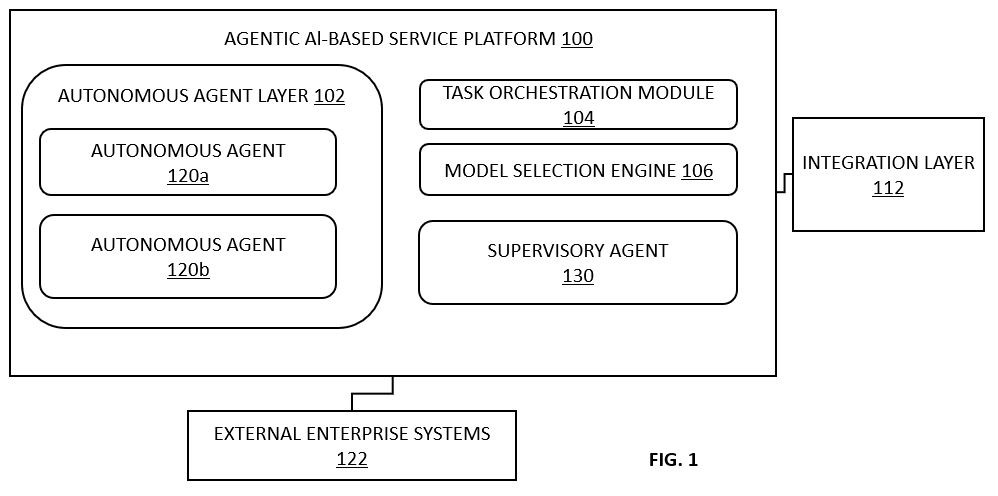 AGENTIC AI-BASED SERVICE PLATFORM 100
AUTONOMOUS AGENT LAYER 102
AUTONOMOUS AGENT
120a
AUTONOMOUS AGENT
120b
TASK ORCHESTRATION MODULE
104
MODEL SELECTION ENGINE 106
SUPERVISORY AGENT
130
INTEGRATION LAYER
112
EXTERNAL ENTERPRISE SYSTEMS
122
FIG. 1